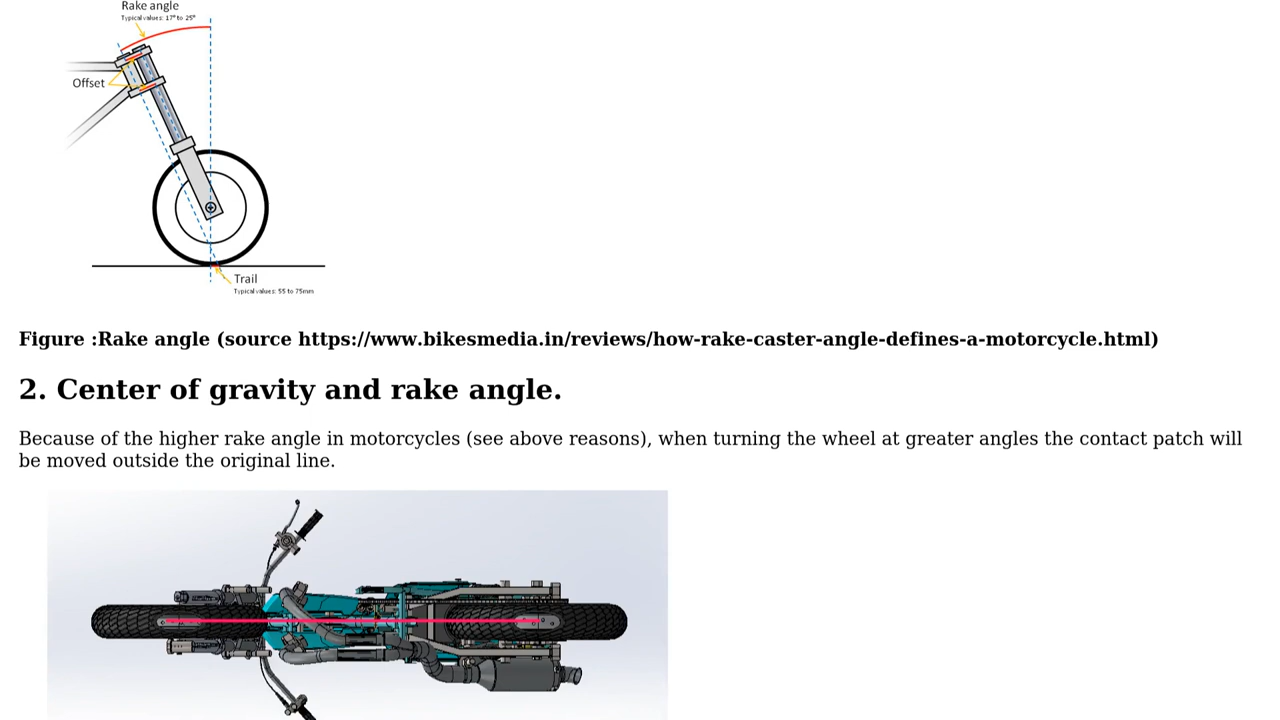 Rake angle
Typical values: 17° to 25°
Offset
Trail
Typical values: 55 to 75mm
Figure :Rake angle (source https://www.bikesmedia.in/reviews/how-rake-caster-angle-defines-a-motorcycle.html)
2. Center of gravity and rake angle.
Because of the higher rake angle in motorcycles (see above reasons), when turning the wheel at greater angles the contact patch will
be moved outside the original line.